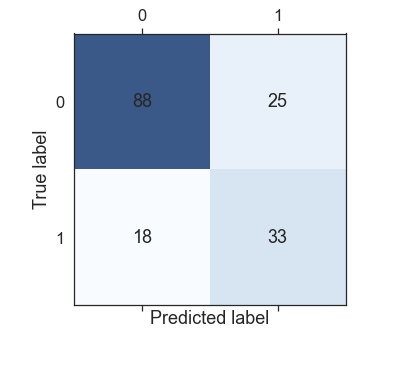 0 1
0 88 25
True label
1 18 33
Predicted label